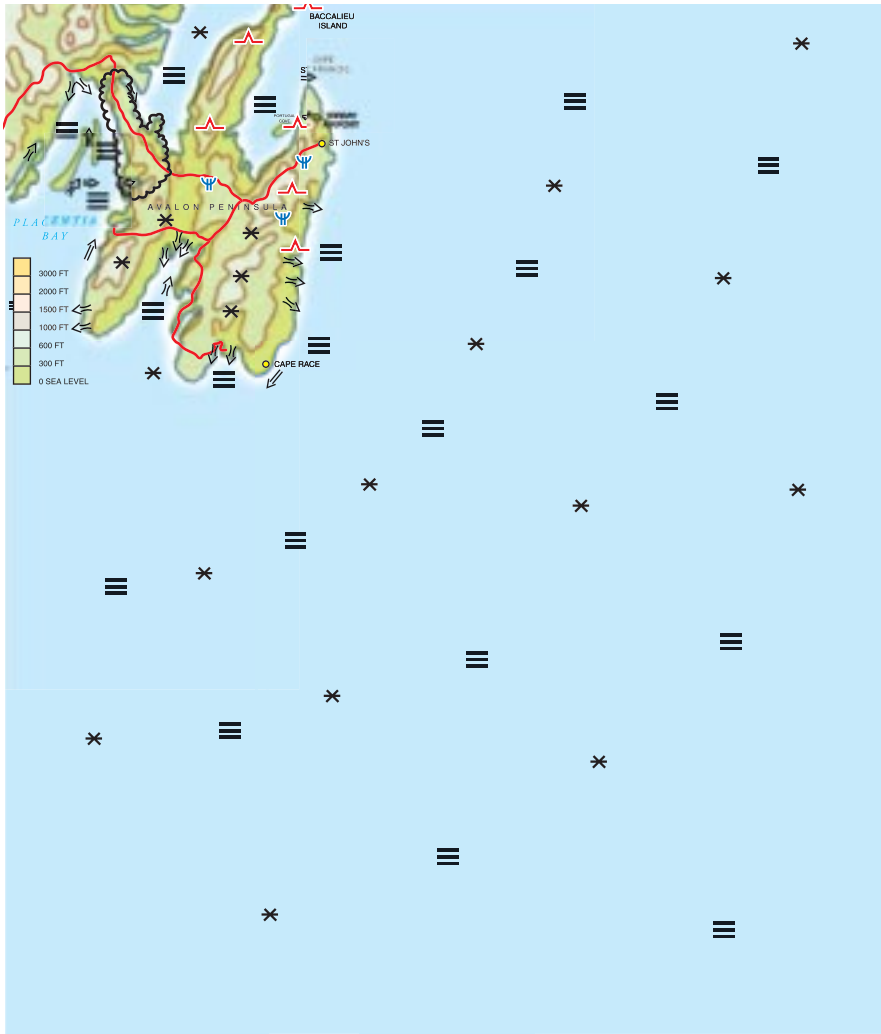 BACCALIEU
ISLAND
CAPE
ST JOHN'S
AVALON PENINSULA
BAY
3000 FT
2000 FT
1500 FT
1000 FT
600 FT
300 FT
0 SEA LEVEL
CAPE RACE